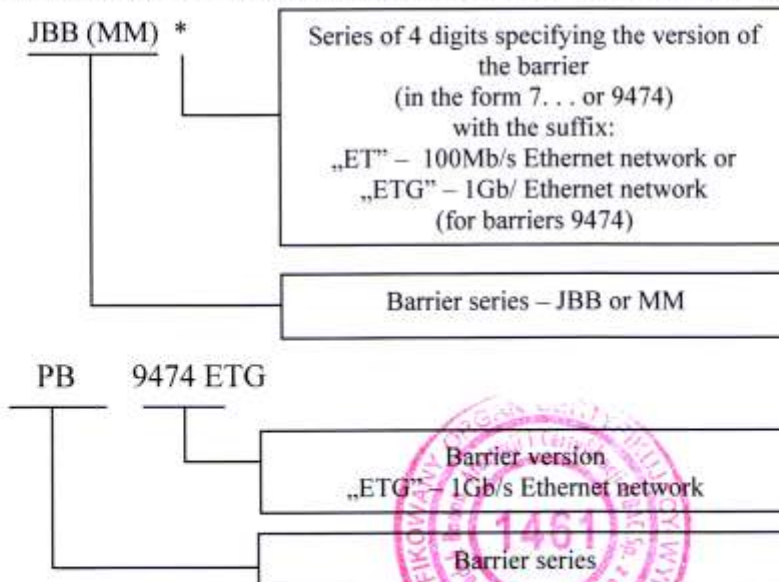 JBB (MM) *
Series of 4 digits specifying the version of
the barrier
(in the form 7. . . or 9474)
with the suffix:
„ET” – 100Mb/s Ethernet network or
„ETG” – 1Gb/ Ethernet network
(for barriers 9474)
Barrier series – JBB or MM
PB 9474 ETG
Barrier version
„ETG” – 1Gb/s Ethernet network
1461
Barrier series